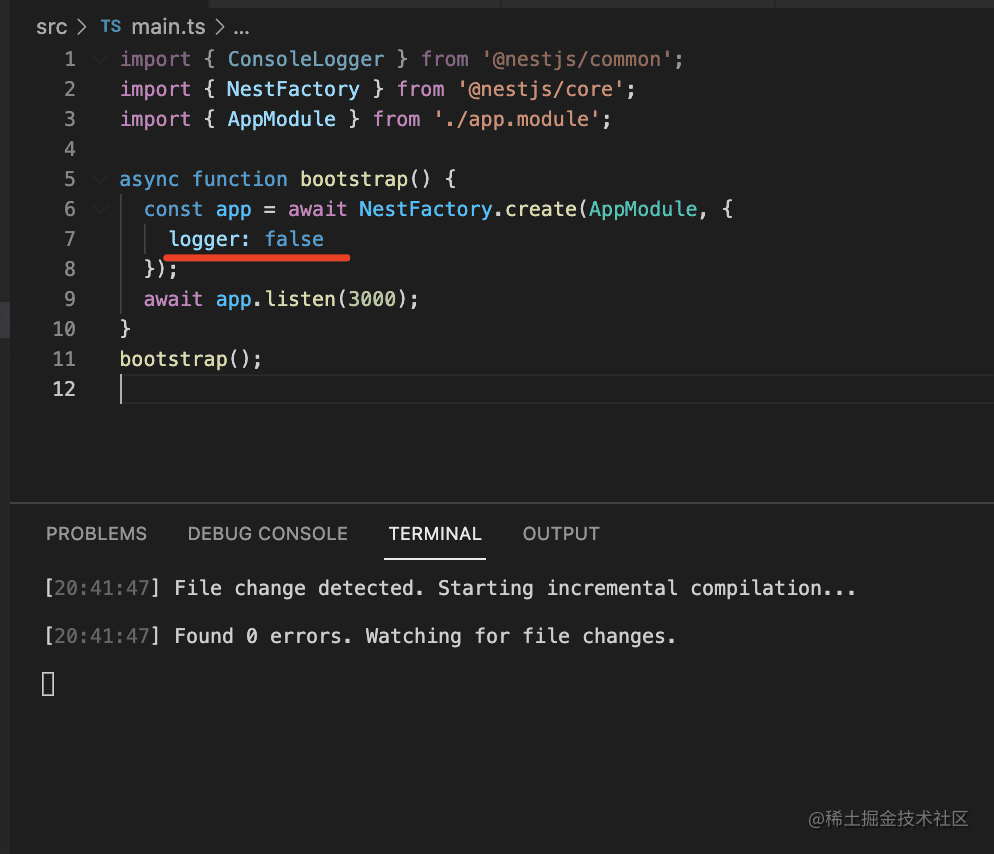 src > TS main.ts > ...
1 import { ConsoleLogger } from '@nestjs/common';
2 import { NestFactory } from '@nestjs/core';
3 import { AppModule } from './app.module';
4
5 async function bootstrap() {
6 const app = await NestFactory.create(AppModule, {
7 logger: false
8 });
9 await app.listen(3000);
10 }
11 bootstrap();
12
PROBLEMS DEBUG CONSOLE TERMINAL OUTPUT
[20:41:47] File change detected. Starting incremental compilation...
[20:41:47] Found 0 errors. Watching for file changes.
@稀土掘金技术社区